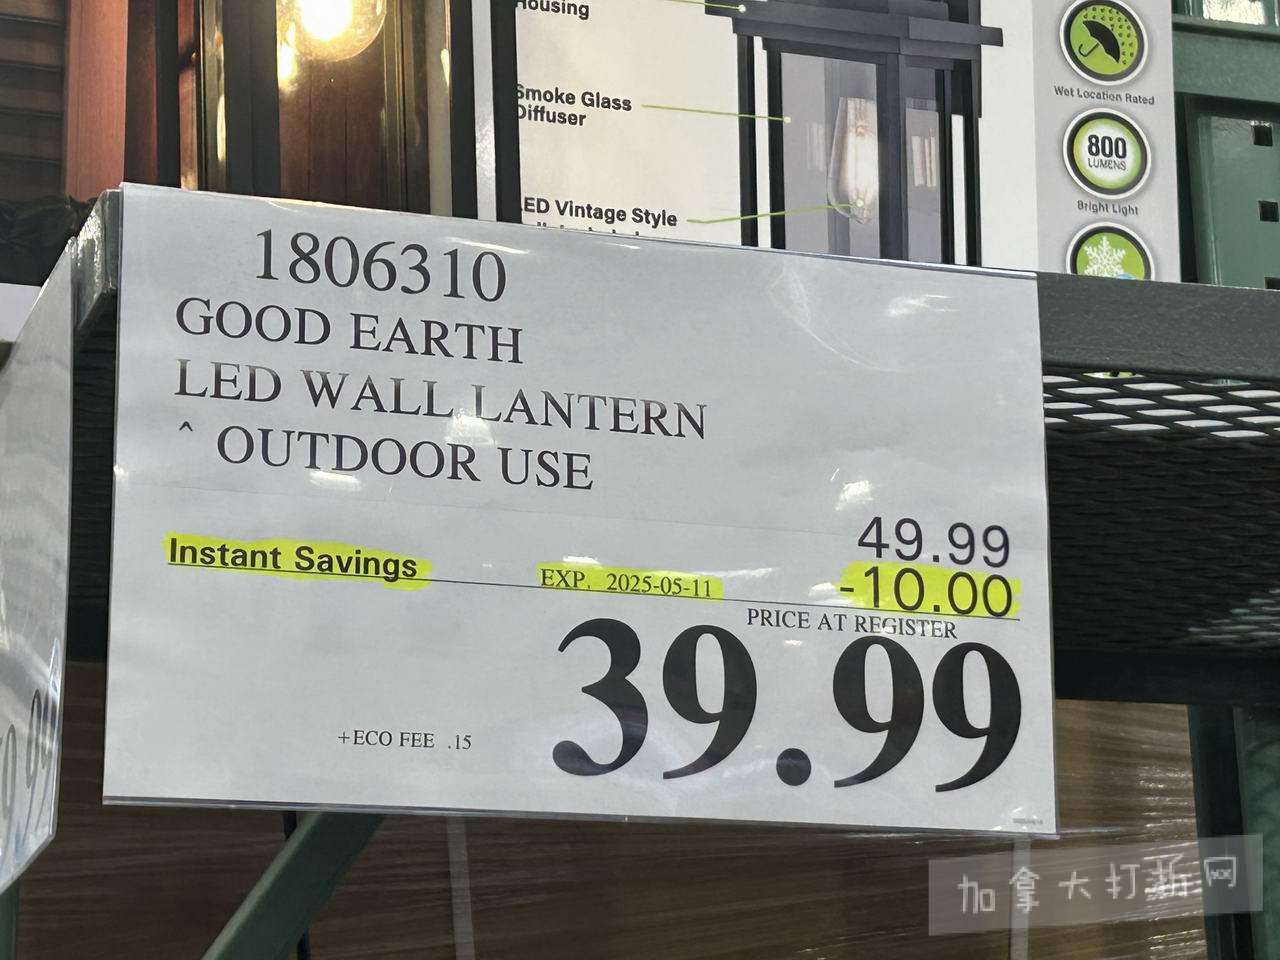 Housing
Smoke Glass
Diffuser
LED Vintage Style
Wet Location Rated
800
LUMENS
Bright Light
1806310
GOOD EARTH
LED WALL LANTERN
^ OUTDOOR USE
49.99
Instant Savings EXP. 2025-05-11 -10.00
PRICE AT REGISTER
39.99
+ECO FEE .15
加拿大打折网